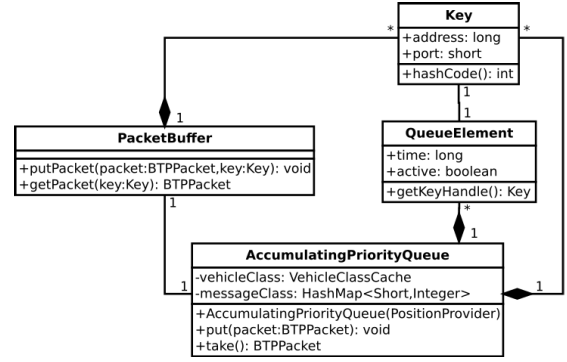 Key
+address: long
+port: short
+hashCode(): int
*
*
1
1
1
PacketBuffer
+putPacket(packet:BTPPacket,key:Key): void
+getPacket(key:Key): BTPPacket
QueueElement
+time: long
+active: boolean
+getKeyHandle(): Key
1
*
1
1
1
AccumulatingPriorityQueue
-vehicleClass: VehicleClassCache
-messageClass: HashMap<Short,Integer>
+AccumulatingPriorityQueue(PositionProvider)
+put(packet:BTPPacket): void
+take(): BTPPacket